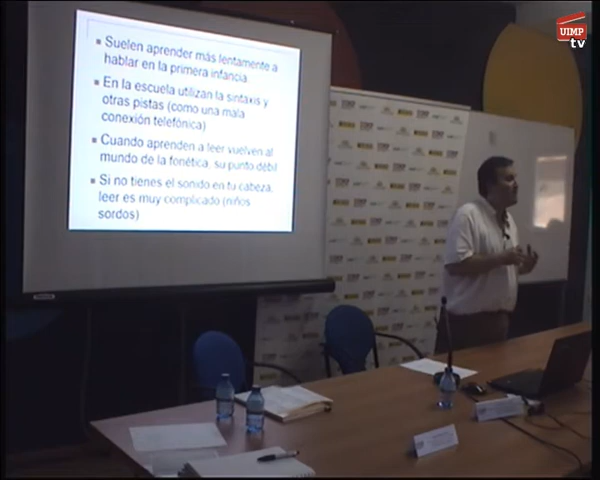 UIMP
tv
▪ Suelen aprender más lentamente a
hablar en la primera infancia
▪ En la escuela utilizan la sintaxis y
otras pistas (como una mala
conexión telefónica)
▪ Cuando aprenden a leer vuelven al
mundo de la fonética, su punto débil
▪ Si no tienes el sonido en tu cabeza,
leer es muy complicado (niños
sordos)